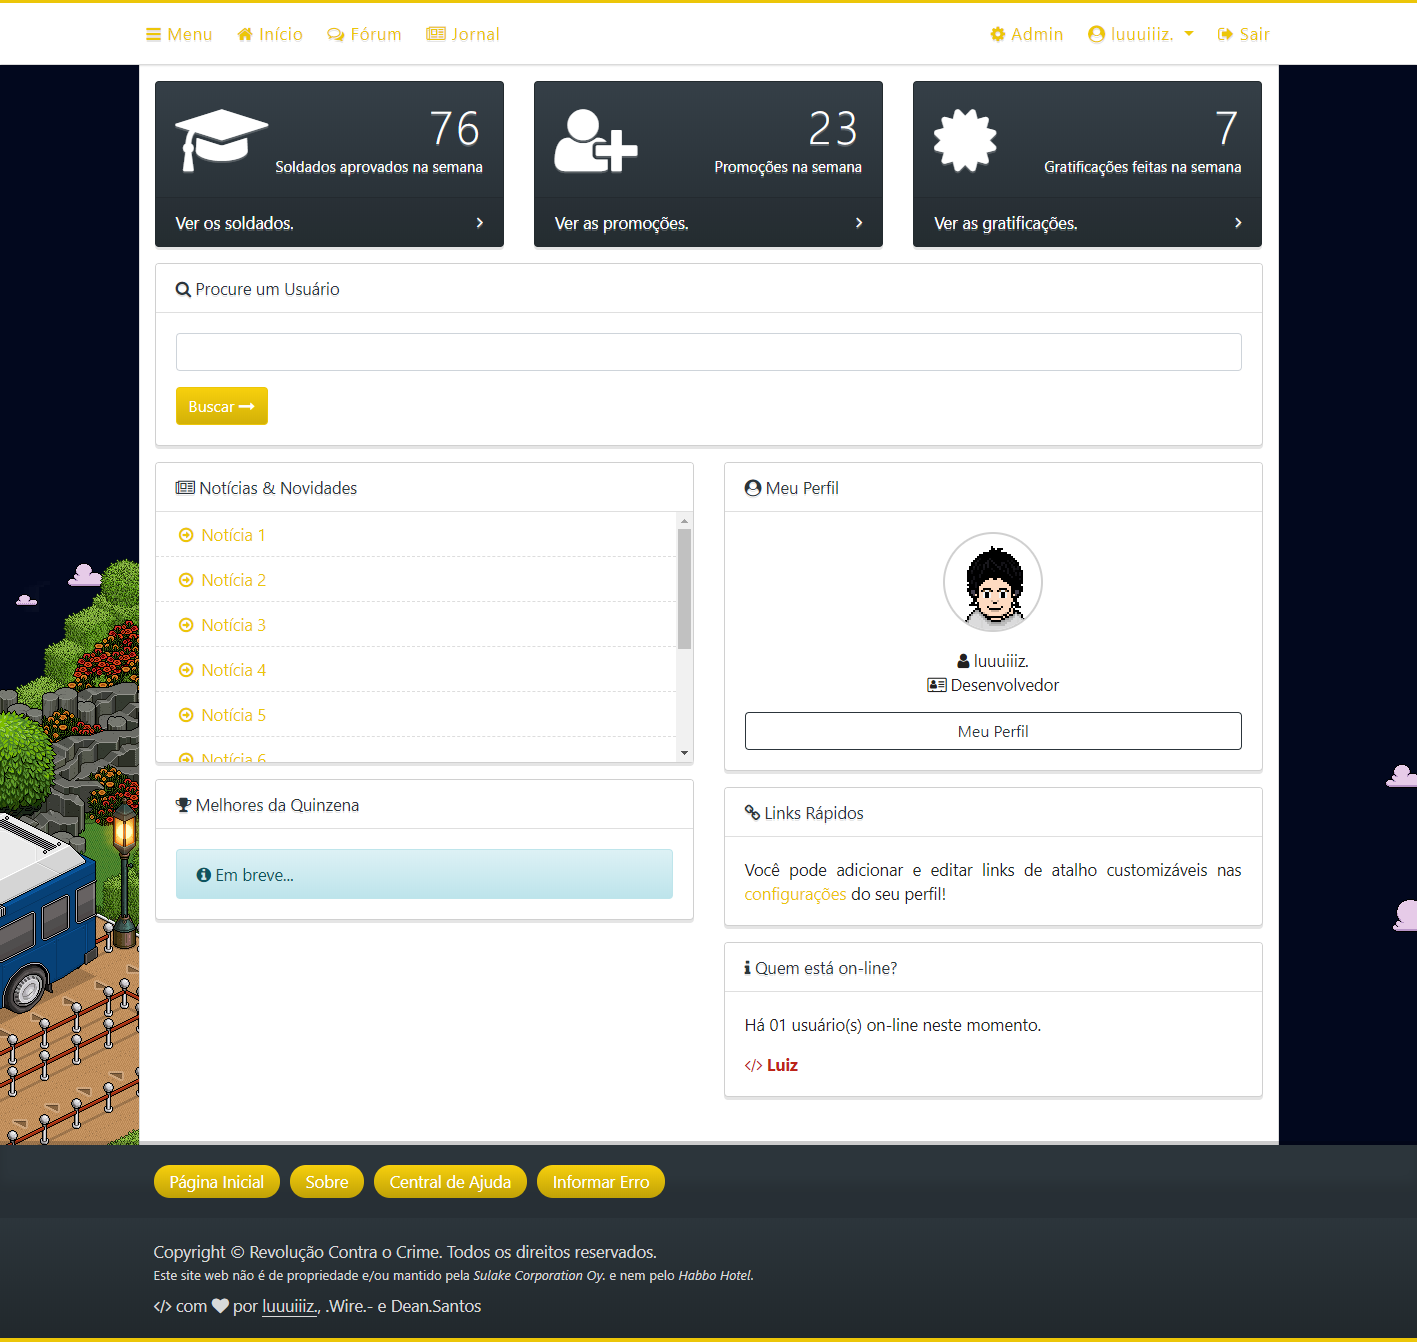 Menu Início Fórum Jornal Admin luuuiiiz. Sair
76
Soldados aprovados na semana
Ver os soldados.
23
Promoções na semana
Ver as promoções.
7
Gratificações feitas na semana
Ver as gratificações.
Procure um Usuário
Buscar
Notícias & Novidades
Notícia 1
Notícia 2
Notícia 3
Notícia 4
Notícia 5
Notícia 6
Melhores da Quinzena
Em breve...
Meu Perfil
luuuiiiz.
Desenvolvedor
Meu Perfil
Links Rápidos
Você pode adicionar e editar links de atalho customizáveis nas
configurações do seu perfil!
Quem está on-line?
Há 01 usuário(s) on-line neste momento.
</> Luiz
Página Inicial Sobre Central de Ajuda Informar Erro
Copyright © Revolução Contra o Crime. Todos os direitos reservados.
Este site web não é de propriedade e/ou mantido pela Sulake Corporation Oy. e nem pelo Habbo Hotel.
</> com ♥ por luuuiiiz., .Wire.- e Dean.Santos